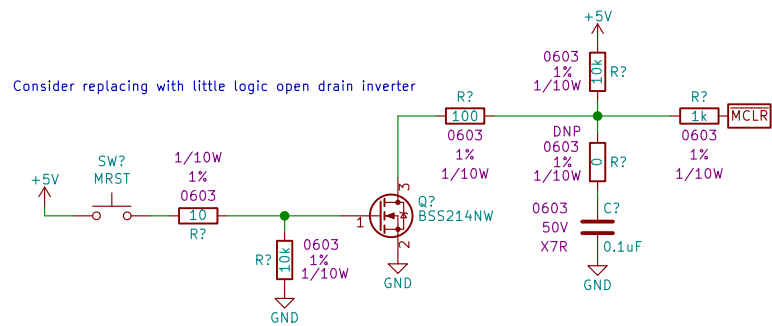 +5V
0603
1%
1/10W
10k
R?
Consider replacing with little logic open drain inverter
R?
100
0603
1%
1/10W
R?
1k
0603
1%
1/10W
MCLR
DNP
0603
1%
1/10W
0
R?
1/10W
1%
0603
10
R?
SW?
MRST
+5V
3
Q?
BSS214NW
1
2
GND
0603
50V
X7R
C?
0.1uF
GND
R?
10k
0603
1%
1/10W
GND